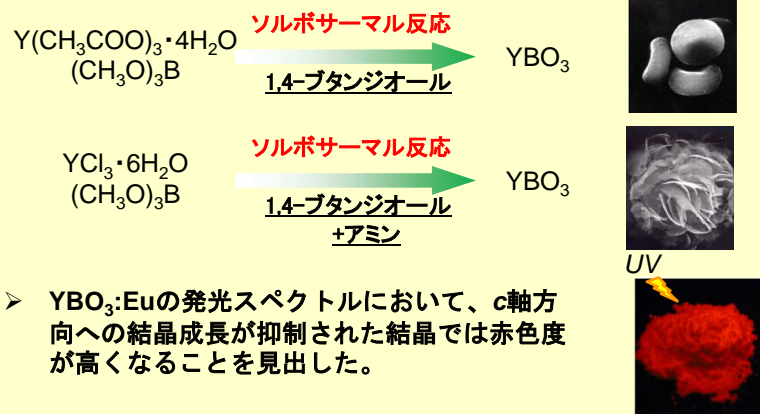 ソルボサーマル反応
Y(CH₃COO)₃・4H₂O
(CH₃O)₃B
1,4−ブタンジオール
YBO₃
ソルボサーマル反応
YCl₃・6H₂O
(CH₃O)₃B
1,4−ブタンジオール
+アミン
YBO₃
UV
➢ YBO₃:Euの発光スペクトルにおいて、c軸方
向への結晶成長が抑制された結晶では赤色度
が高くなることを見出した。